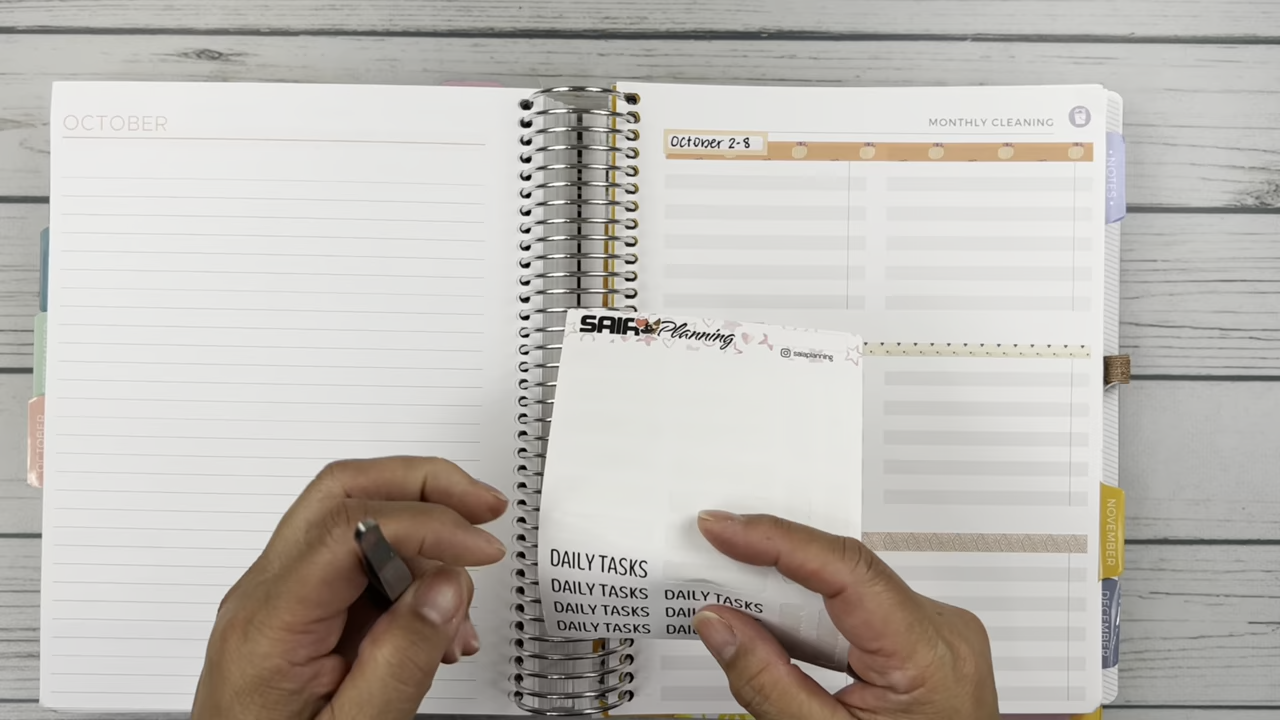 OCTOBER
MONTHLY CLEANING
October 2-8
• NOTES •
SAIA Planning
saiaplanning
OCTOBER
DAILY TASKS
DAILY TASKS DAILY TASKS
DAILY TASKS
DAILY TASKS
NOVEMBER
DECEMBER